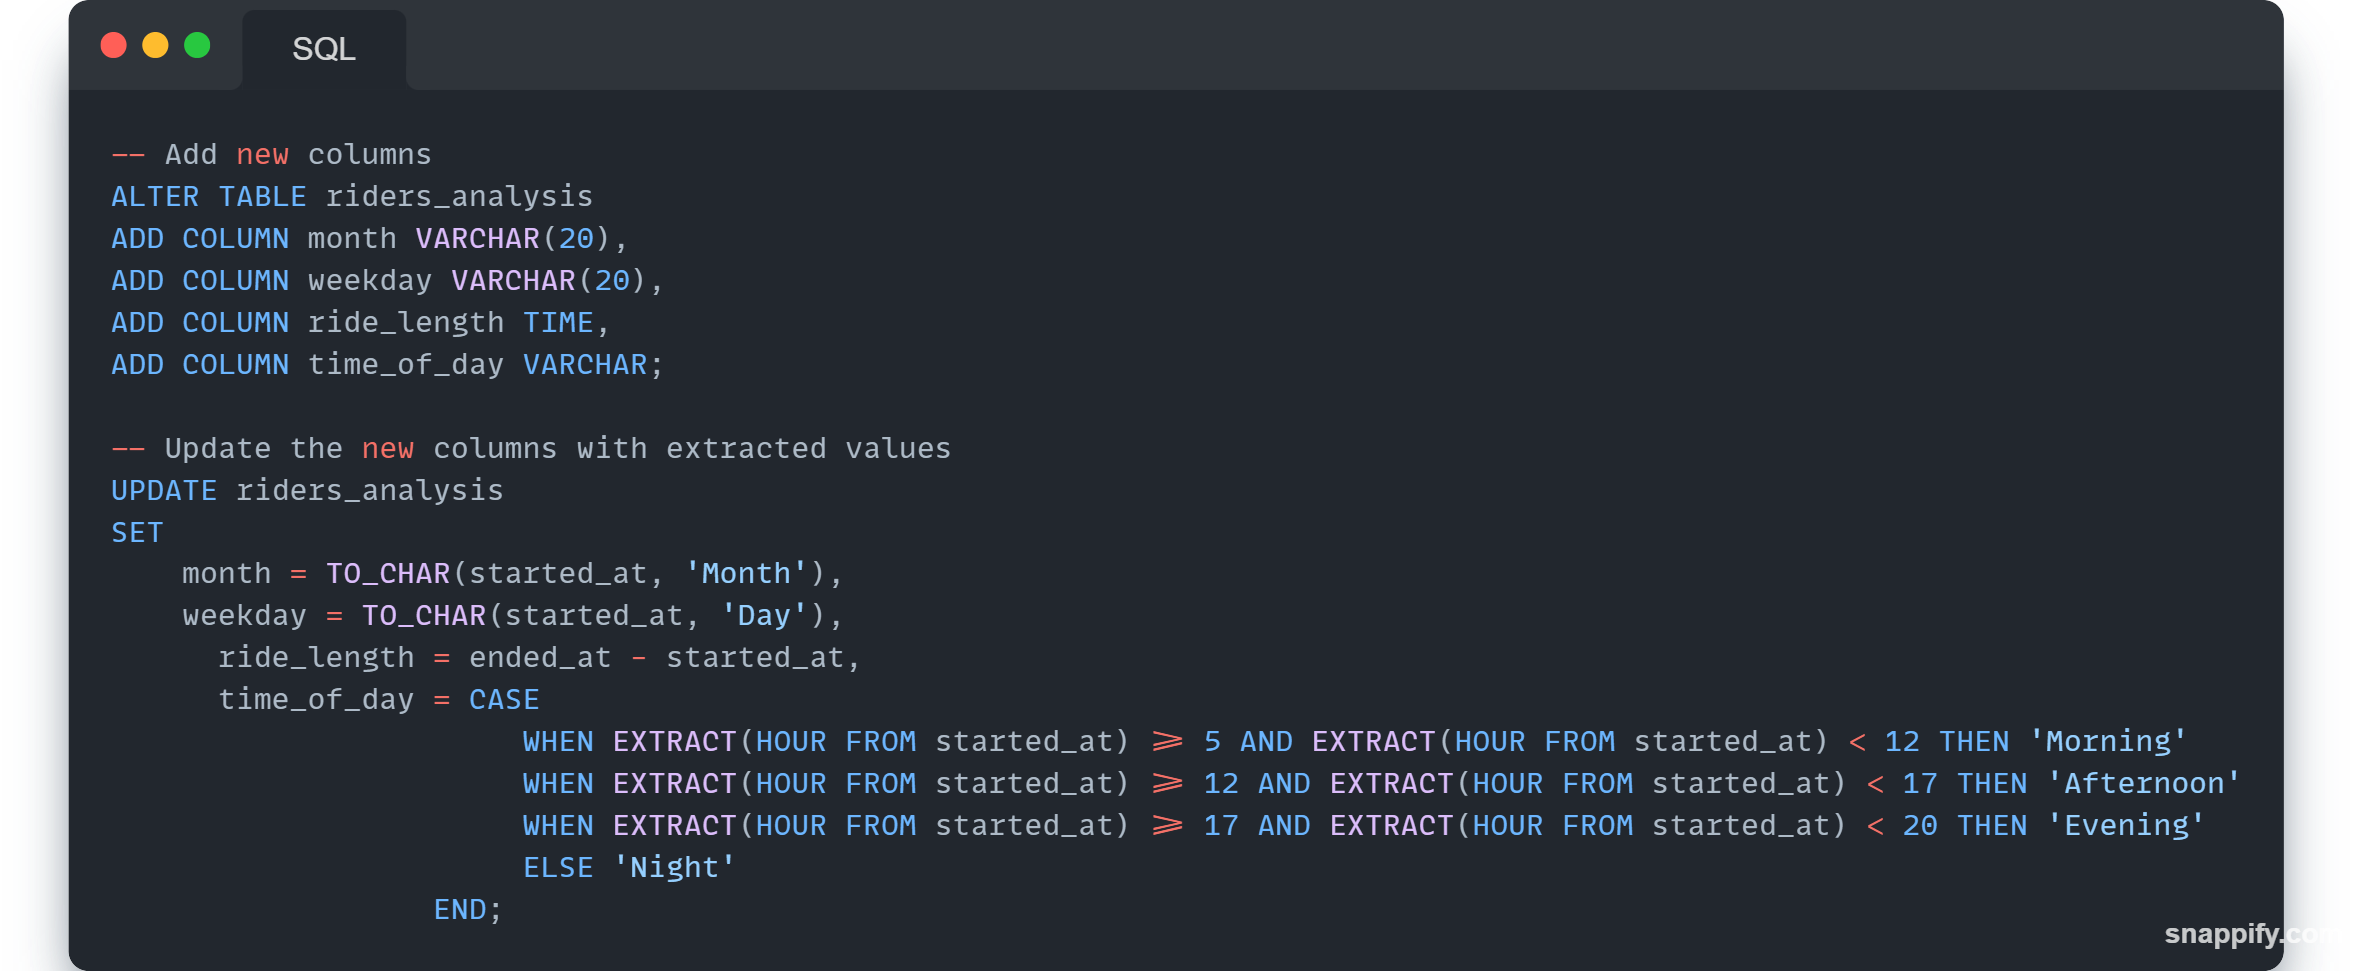 SQL
-- Add new columns
ALTER TABLE riders_analysis
ADD COLUMN month VARCHAR(20),
ADD COLUMN weekday VARCHAR(20),
ADD COLUMN ride_length TIME,
ADD COLUMN time_of_day VARCHAR;

-- Update the new columns with extracted values
UPDATE riders_analysis
SET
    month = TO_CHAR(started_at, 'Month'),
    weekday = TO_CHAR(started_at, 'Day'),
      ride_length = ended_at - started_at,
      time_of_day = CASE
                       WHEN EXTRACT(HOUR FROM started_at) >= 5 AND EXTRACT(HOUR FROM started_at) < 12 THEN 'Morning'
                       WHEN EXTRACT(HOUR FROM started_at) >= 12 AND EXTRACT(HOUR FROM started_at) < 17 THEN 'Afternoon'
                       WHEN EXTRACT(HOUR FROM started_at) >= 17 AND EXTRACT(HOUR FROM started_at) < 20 THEN 'Evening'
                       ELSE 'Night'
                  END;
snappify.com